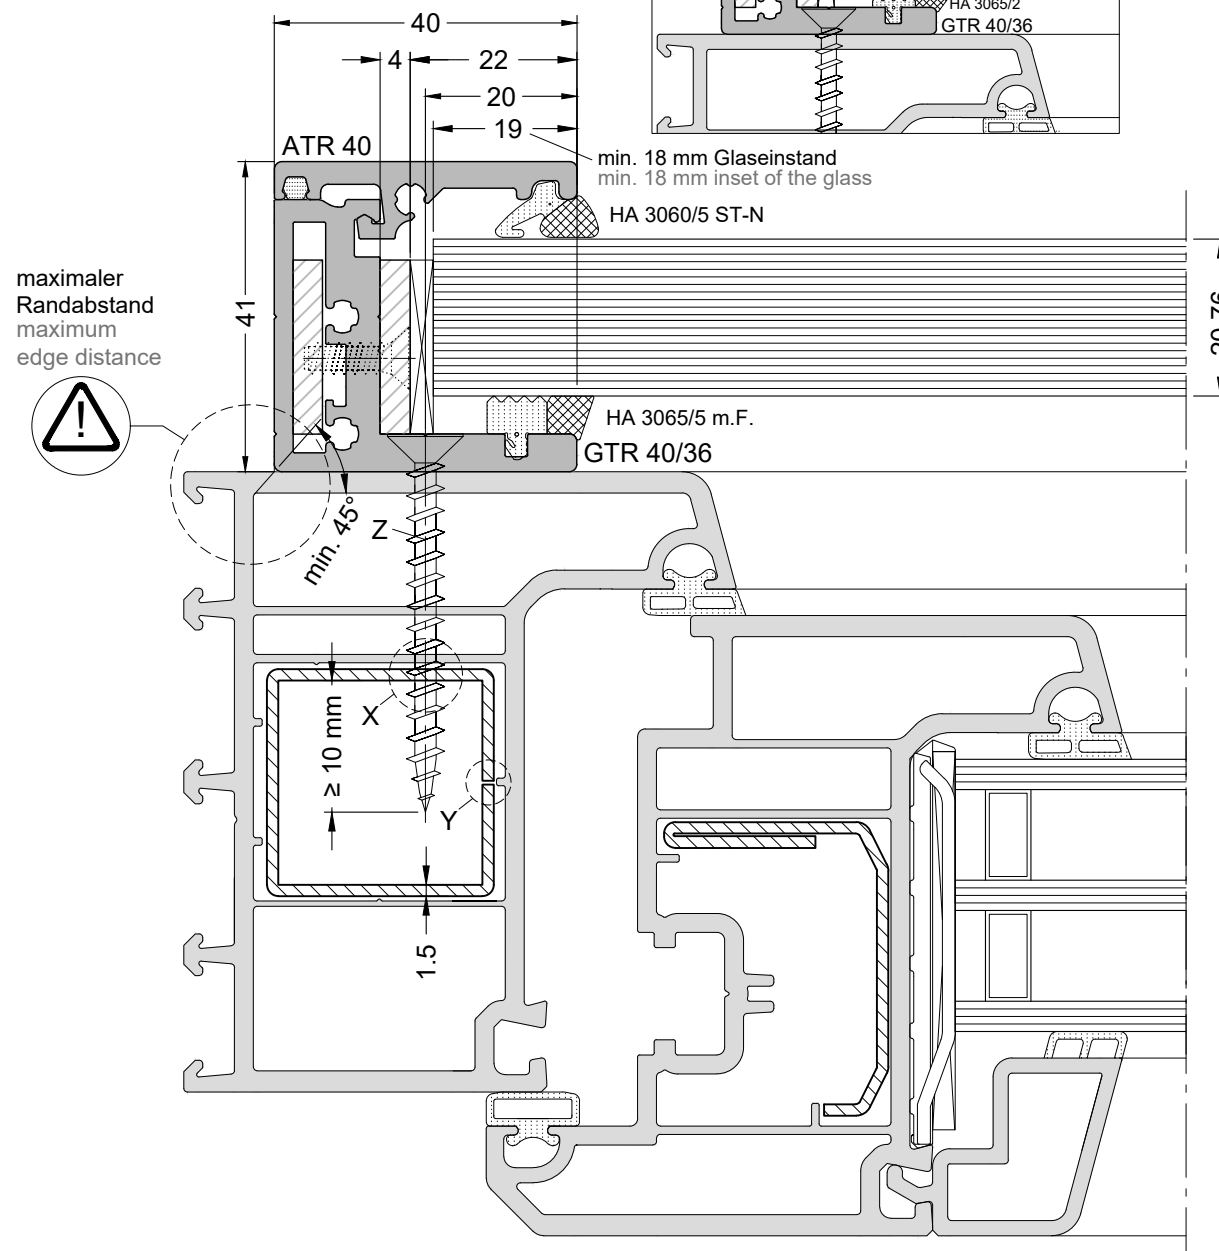 HA 3065/2
GTR 40/36
40
4
22
20
19
ATR 40
min. 18 mm Glaseinstand
min. 18 mm inset of the glass
HA 3060/5 ST-N
maximaler
Randabstand
maximum
edge distance
!
41
HA 3065/5 m.F.
GTR 40/36
min. 45°
Z
X
≥ 10 mm
Y
1.5